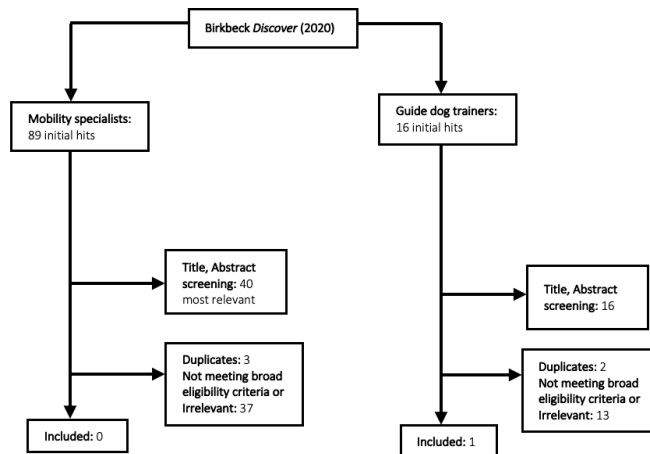 Birkbeck Discover (2020)
Mobility specialists:
89 initial hits
Guide dog trainers:
16 initial hits
Title, Abstract
screening: 40
most relevant
Title, Abstract
screening: 16
Duplicates: 3
Not meeting broad
eligibility criteria or
Irrelevant: 37
Duplicates: 2
Not meeting broad
eligibility criteria or
Irrelevant: 13
Included: 0
Included: 1